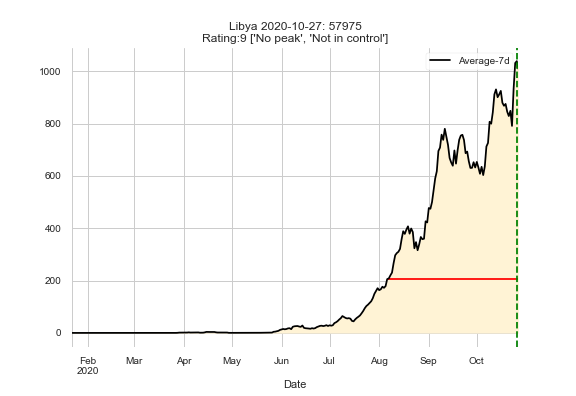 Libya 2020-10-27: 57975
Rating:9 ['No peak', 'Not in control']
Average-7d
1000
800
600
400
200
0
Feb Mar Apr May Jun Jul Aug Sep Oct
2020
Date